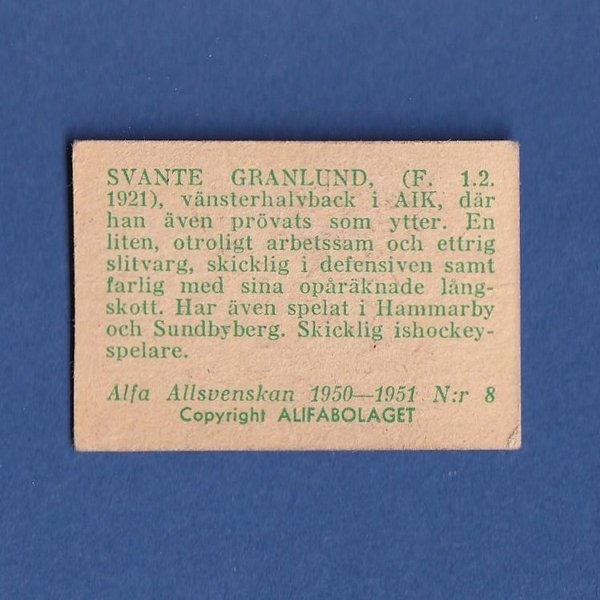 SVANTE GRANLUND, (F. 1.2.
1921), vänsterhalvback i AIK, där
han även prövats som ytter. En
liten, otroligt arbetssam och ettrig
slitvarg, skicklig i defensiven samt
farlig med sina opåräknade lång-
skott. Har även spelat i Hammarby
och Sundbyberg. Skicklig ishockey-
spelare.
Alfa Allsvenskan 1950—1951 N:r 8
Copyright ALIFABOLAGET